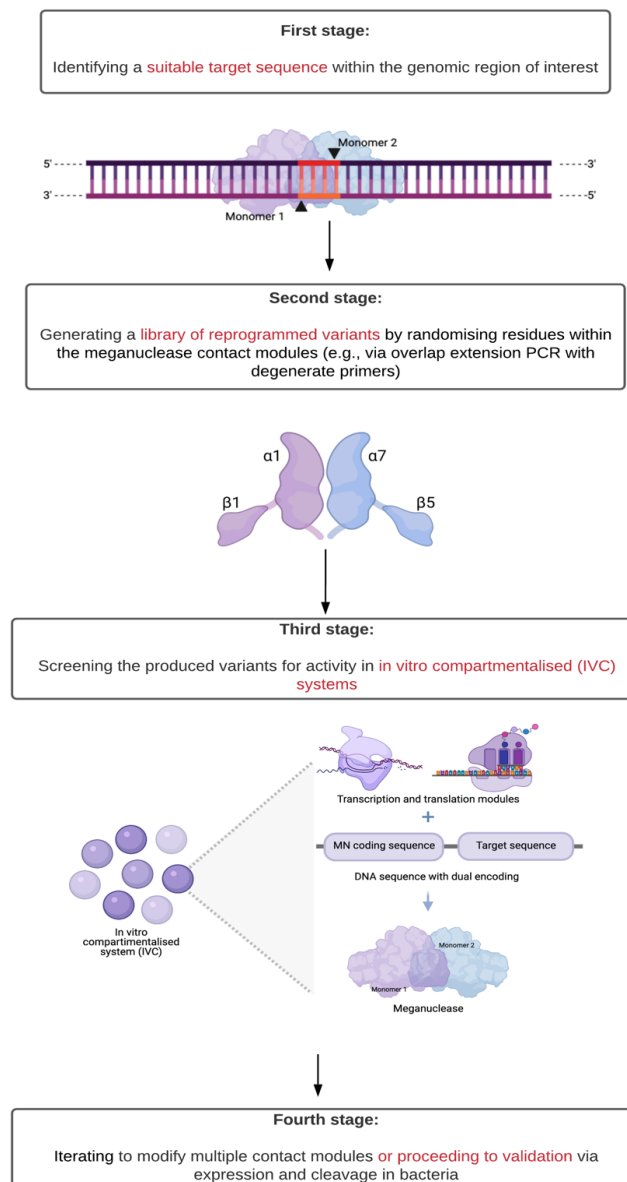 First stage:
Identifying a suitable target sequence within the genomic region of interest
Monomer 2
5'
3'
3'
5'
Monomer 1
Second stage:
Generating a library of reprogrammed variants by randomising residues within
the meganuclease contact modules (e.g., via overlap extension PCR with
degenerate primers)
α1
α7
β1
β5
Third stage:
Screening the produced variants for activity in in vitro compartmentalised (IVC)
systems
Transcription and translation modules
+
MN coding sequence
Target sequence
DNA sequence with dual encoding
In vitro
compartimentalised
system (IVC)
Monomer 2
Monomer 1
Meganuclease
Fourth stage:
Iterating to modify multiple contact modules or proceeding to validation via
expression and cleavage in bacteria